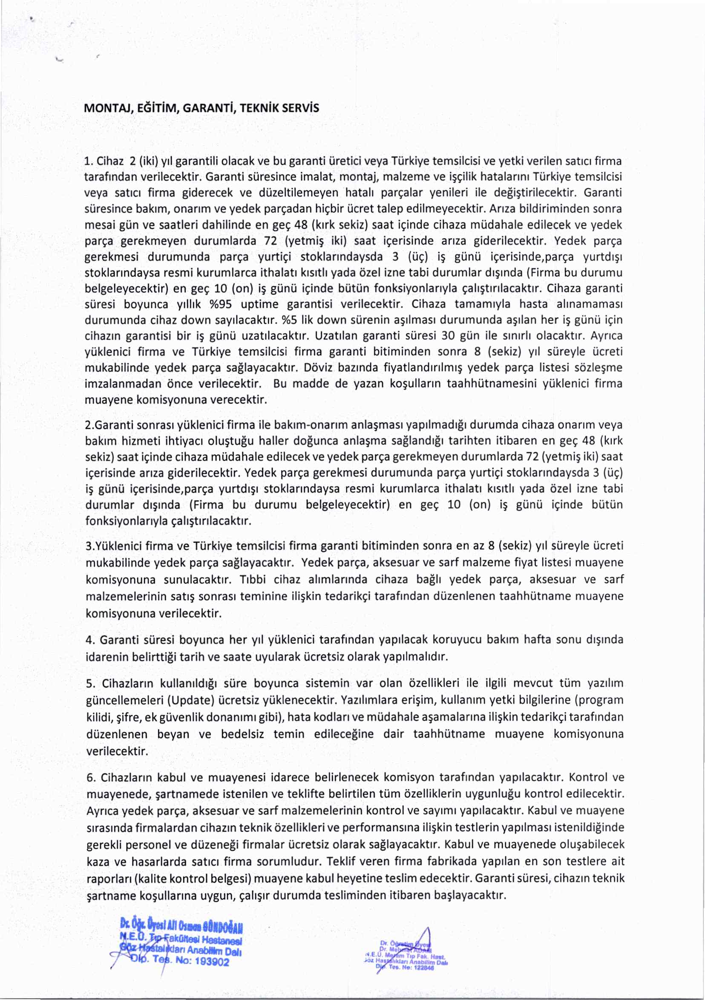 MONTAJ, EĞİTİM, GARANTİ, TEKNİK SERVİS
1. Cihaz 2 (iki) yıl garantili olacak ve bu garanti üretici veya Türkiye temsilcisi ve yetki verilen satıcı firma
tarafından verilecektir. Garanti süresince imalat, montaj, malzeme ve işçilik hatalarını Türkiye temsilcisi
veya satıcı firma giderecek ve düzeltilemeyen hatalı parçalar yenileri ile değiştirilecektir. Garanti
süresince bakım, onarım ve yedek parçadan hiçbir ücret talep edilmeyecektir. Arıza bildiriminden sonra
mesai gün ve saatleri dahilinde en geç 48 (kırk sekiz) saat içinde cihaza müdahale edilecek ve yedek
parça gerekmeyen durumlarda 72 (yetmiş iki) saat içerisinde arıza giderilecektir. Yedek parça
gerekmesi durumunda parça yurtiçi stoklarındaysda 3 (üç) iş günü içerisinde,parça yurtdışı
stoklarındaysa resmi kurumlarca ithalatı kısıtlı yada özel izne tabi durumlar dışında (Firma bu durumu
belgeleyecektir) en geç 10 (on) iş günü içinde bütün fonksiyonlarıyla çalıştırılacaktır. Cihaza garanti
süresi boyunca yıllık %95 uptime garantisi verilecektir. Cihaza tamamıyla hasta alınamaması
durumunda cihaz down sayılacaktır. %5 lik down sürenin aşılması durumunda aşılan her iş günü için
cihazın garantisi bir iş günü uzatılacaktır. Uzatılan garanti süresi 30 gün ile sınırlı olacaktır. Ayrıca
yüklenici firma ve Türkiye temsilcisi firma garanti bitiminden sonra 8 (sekiz) yıl süreyle ücreti
mukabilinde yedek parça sağlayacaktır. Döviz bazında fiyatlandırılmış yedek parça listesi sözleşme
imzalanmadan önce verilecektir. Bu madde de yazan koşulların taahhütnamesini yüklenici firma
muayene komisyonuna verecektir.
2.Garanti sonrası yüklenici firma ile bakım-onarım anlaşması yapılmadığı durumda cihaza onarım veya
bakım hizmeti ihtiyacı oluştuğu haller doğunca anlaşma sağlandığı tarihten itibaren en geç 48 (kırk
sekiz) saat içinde cihaza müdahale edilecek ve yedek parça gerekmeyen durumlarda 72 (yetmiş iki) saat
içerisinde arıza giderilecektir. Yedek parça gerekmesi durumunda parça yurtiçi stoklarındaysda 3 (üç)
iş günü içerisinde,parça yurtdışı stoklarındaysa resmi kurumlarca ithalatı kısıtlı yada özel izne tabi
durumlar dışında (Firma bu durumu belgeleyecektir) en geç 10 (on) iş günü içinde bütün
fonksiyonlarıyla çalıştırılacaktır.
3.Yüklenici firma ve Türkiye temsilcisi firma garanti bitiminden sonra en az 8 (sekiz) yıl süreyle ücreti
mukabilinde yedek parça sağlayacaktır. Yedek parça, aksesuar ve sarf malzeme fiyat listesi muayene
komisyonuna sunulacaktır. Tıbbi cihaz alımlarında cihaza bağlı yedek parça, aksesuar ve sarf
malzemelerinin satış sonrası teminine ilişkin tedarikçi tarafından düzenlenen taahhütname muayene
komisyonuna verilecektir.
4. Garanti süresi boyunca her yıl yüklenici tarafından yapılacak koruyucu bakım hafta sonu dışında
idarenin belirttiği tarih ve saate uyularak ücretsiz olarak yapılmalıdır.
5. Cihazların kullanıldığı süre boyunca sistemin var olan özellikleri ile ilgili mevcut tüm yazılım
güncellemeleri (Update) ücretsiz yüklenecektir. Yazılımlara erişim, kullanım yetki bilgilerine (program
kilidi, şifre, ek güvenlik donanımı gibi), hata kodları ve müdahale aşamalarına ilişkin tedarikçi tarafından
düzenlenen beyan ve bedelsiz temin edileceğine dair taahhütname muayene komisyonuna
verilecektir.
6. Cihazların kabul ve muayenesi idarece belirlenecek komisyon tarafından yapılacaktır. Kontrol ve
muayenede, şartnamede istenilen ve teklifte belirtilen tüm özelliklerin uygunluğu kontrol edilecektir.
Ayrıca yedek parça, aksesuar ve sarf malzemelerinin kontrol ve sayımı yapılacaktır. Kabul ve muayene
sırasında firmalardan cihazın teknik özellikleri ve performansına ilişkin testlerin yapılması istenildiğinde
gerekli personel ve düzeneği firmalar ücretsiz olarak sağlayacaktır. Kabul ve muayenede oluşabilecek
kaza ve hasarlarda satıcı firma sorumludur. Teklif veren firma fabrikada yapılan en son testlere ait
raporları (kalite kontrol belgesi) muayene kabul heyetine teslim edecektir. Garanti süresi, cihazın teknik
şartname koşullarına uygun, çalışır durumda tesliminden itibaren başlayacaktır.
Dr. Öğr. Üyesi Ali Osman GÜNDOĞAN
N.E.Ü. Tıp Fakültesi Hastanesi
Göz Hastalıkları Anabilim Dalı
Dip. Tes. No: 193902
Dr. Öğretim Üyesi
Dr. Mehmet ADAM
N.E.Ü. Meram Tıp Fak. Hast.
Göz Hastalıkları Anabilim Dalı
Dip. Tes. No: 122846